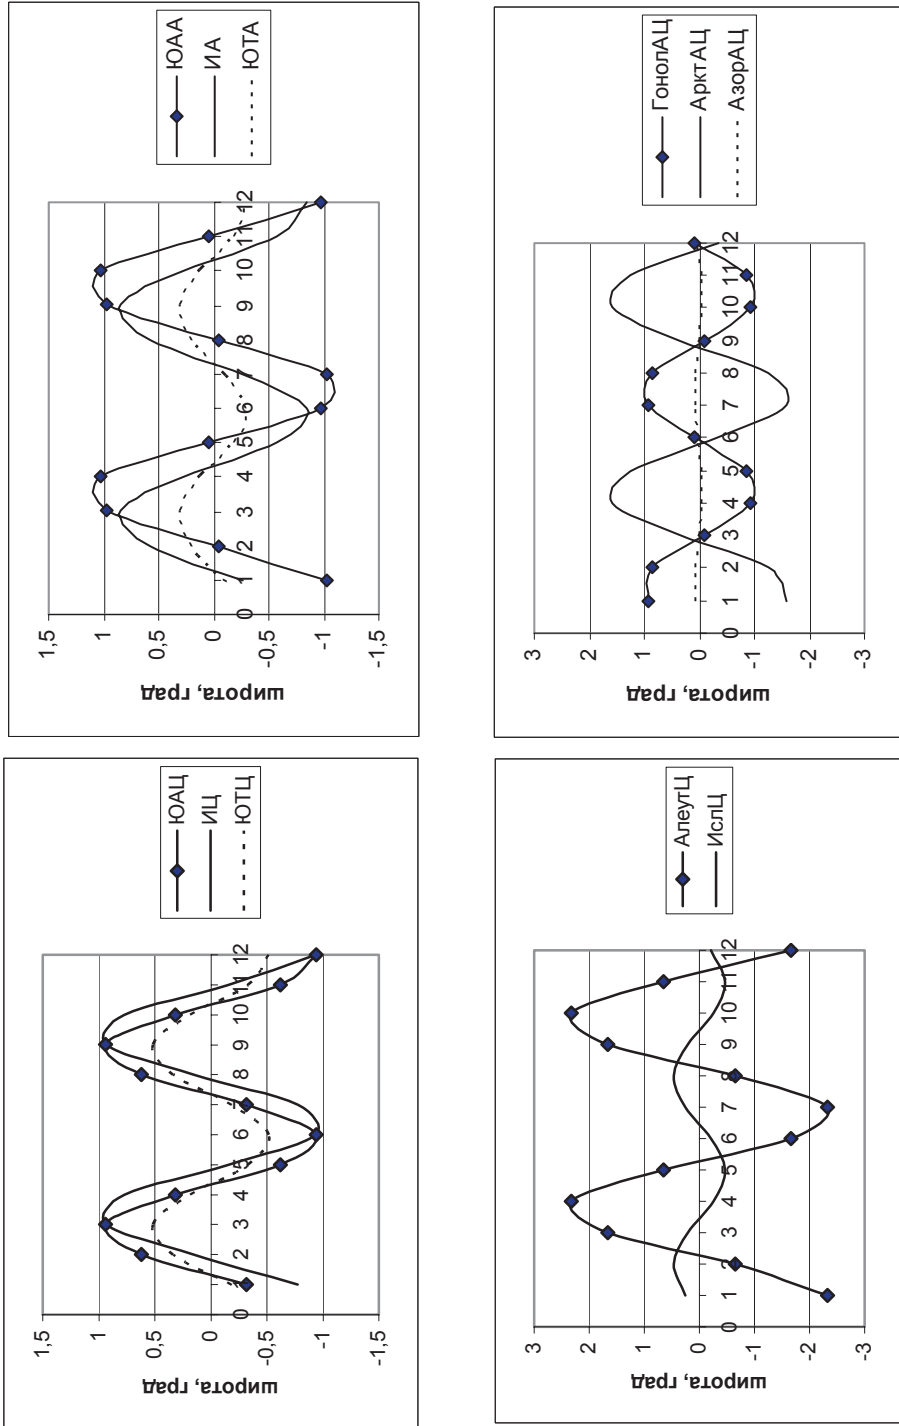 1,5
1
0,5
0
-0,5
-1
-1,5
широта, град
0 1 2 3 4 5 6 7 8 9 10 11 12
ЮАЦ
ИЦ
ЮТЦ
1,5
1
0,5
0
-0,5
-1
-1,5
широта, град
0 1 2 3 4 5 6 7 8 9 10 11 12
ЮАА
ИА
ЮТА
3
2
1
0
-1
-2
-3
широта, град
0 1 2 3 4 5 6 7 8 9 10 11 12
АлеутЦ
ИслЦ
3
2
1
0
-1
-2
-3
широта, град
0 1 2 3 4 5 6 7 8 9 10 11 12
ГонолАЦ
АрктАЦ
АзорАЦ